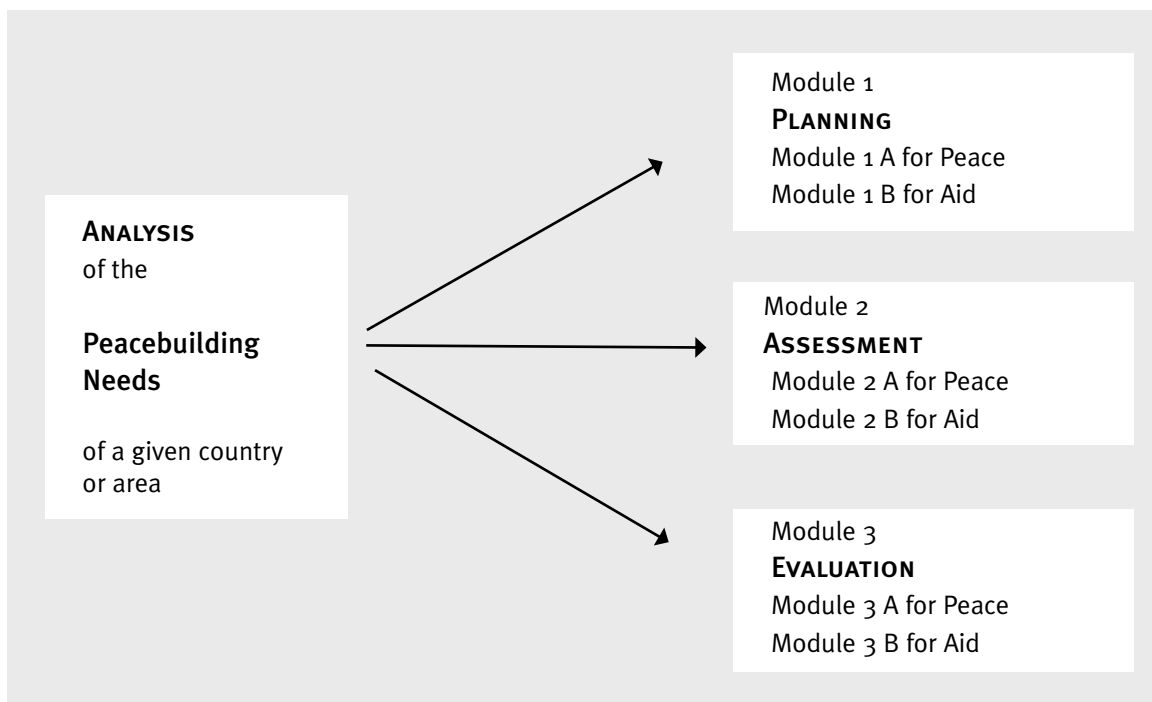 ANALYSIS
of the
Peacebuilding
Needs
of a given country
or area
Module 1
PLANNING
Module 1 A for Peace
Module 1 B for Aid
Module 2
ASSESSMENT
Module 2 A for Peace
Module 2 B for Aid
Module 3
EVALUATION
Module 3 A for Peace
Module 3 B for Aid